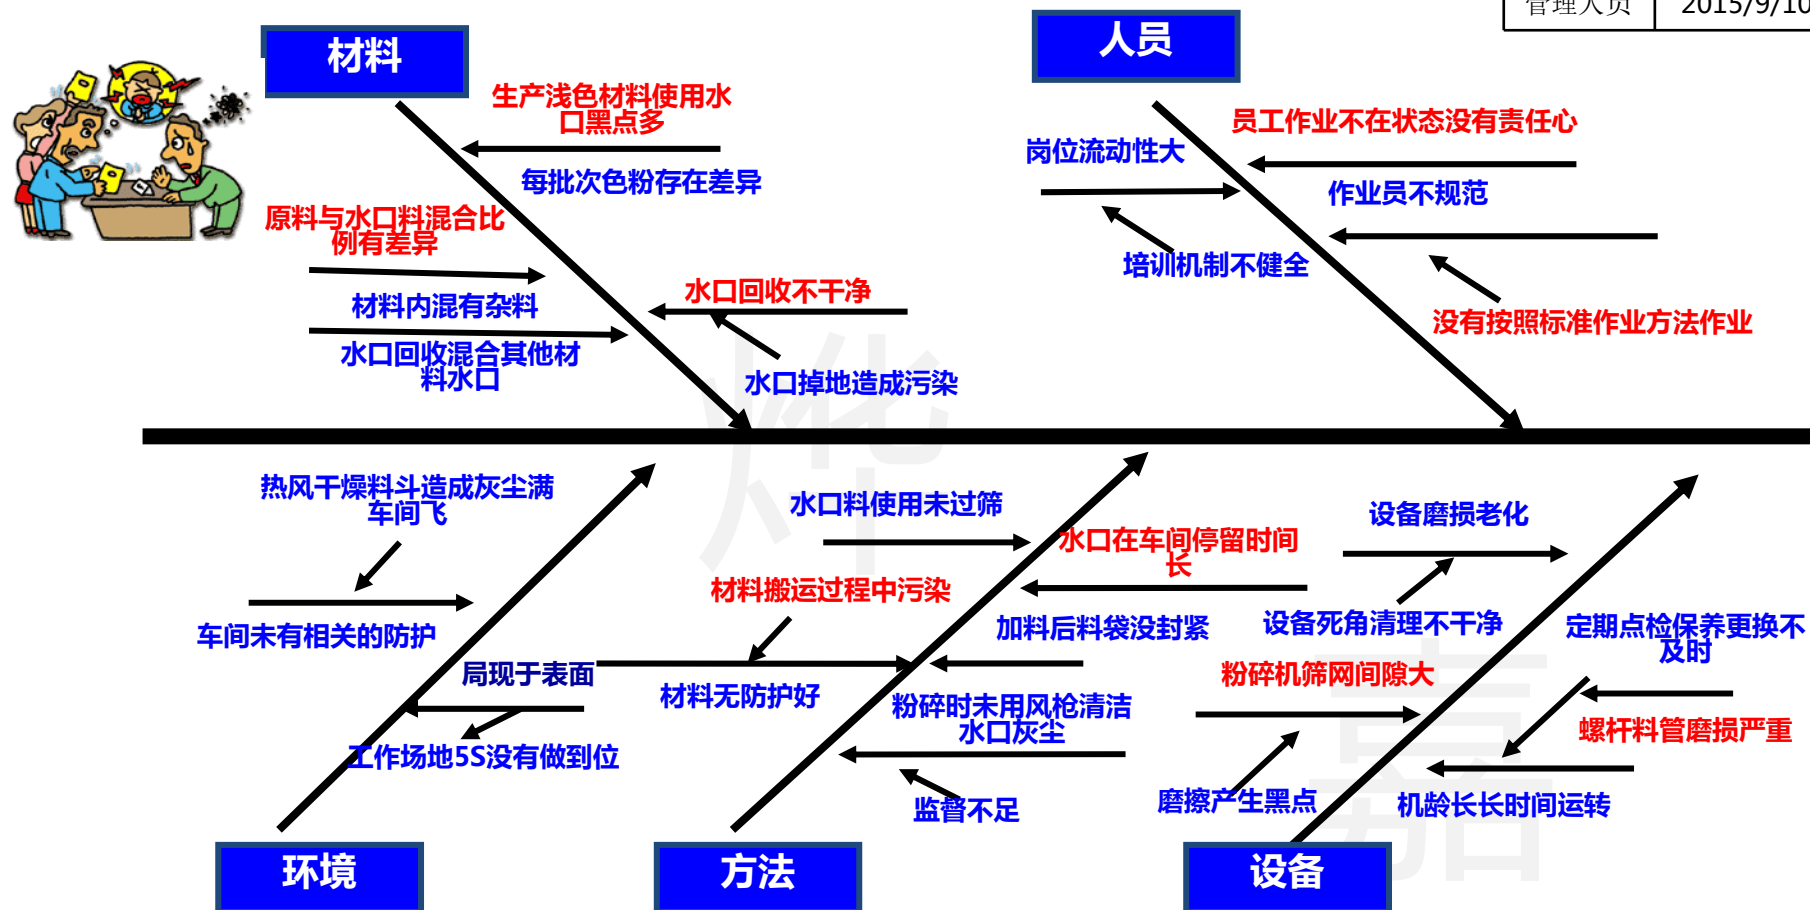 管理人员
2015/9/10
材料
人员
生产浅色材料使用水
口黑点多
每批次色粉存在差异
原料与水口料混合比
例有差异
材料内混有杂料
水口回收混合其他材
料水口
水口回收不干净
水口掉地造成污染
岗位流动性大
培训机制不健全
员工作业不在状态没有责任心
作业员不规范
没有按照标准作业方法作业
热风干燥料斗造成灰尘满
车间飞
车间未有相关的防护
局现于表面
工作场地5S没有做到位
水口料使用未过筛
水口在车间停留时间
长
材料搬运过程中污染
加料后料袋没封紧
材料无防护好
粉碎时未用风枪清洁
水口灰尘
监督不足
设备磨损老化
设备死角清理不干净
定期点检保养更换不
及时
粉碎机筛网间隙大
螺杆料管磨损严重
磨擦产生黑点
机龄长长时间运转
环境
方法
设备
烨
嘉